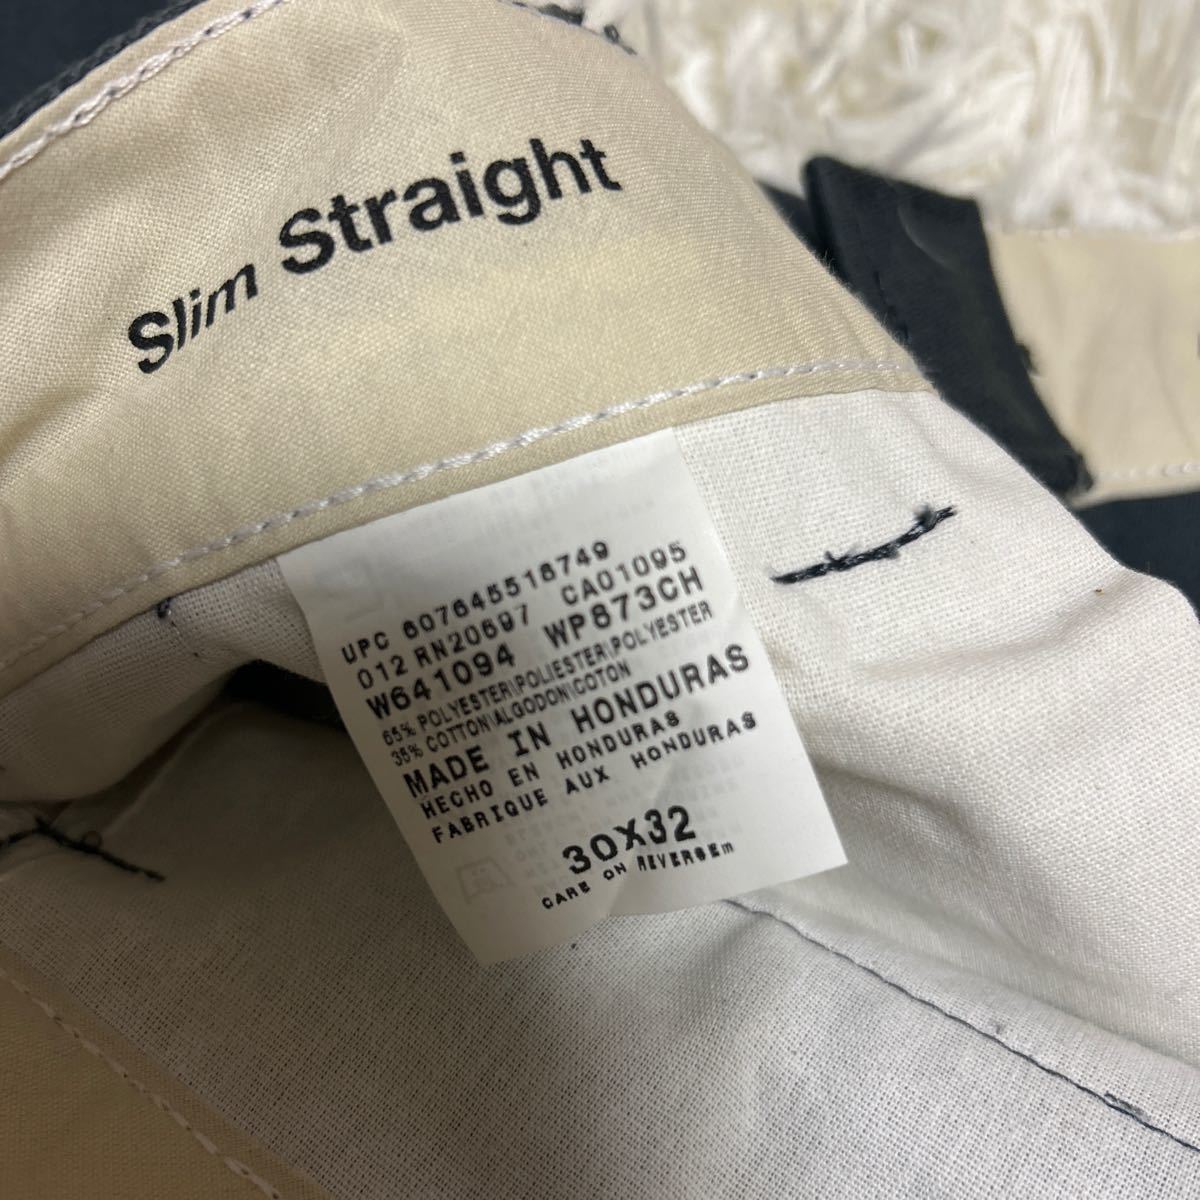 Slim Straight
UPC 607645518749
012 RN20697 CA01095
W641094 WP873CH
65% POLYESTER\POLIESTER\POLYESTER
35% COTTON\ALGODON\COTON
MADE IN HONDURAS
HECHO EN HONDURAS
FABRIQUE AUX HONDURAS
30X32
CARE ON REVERSEm